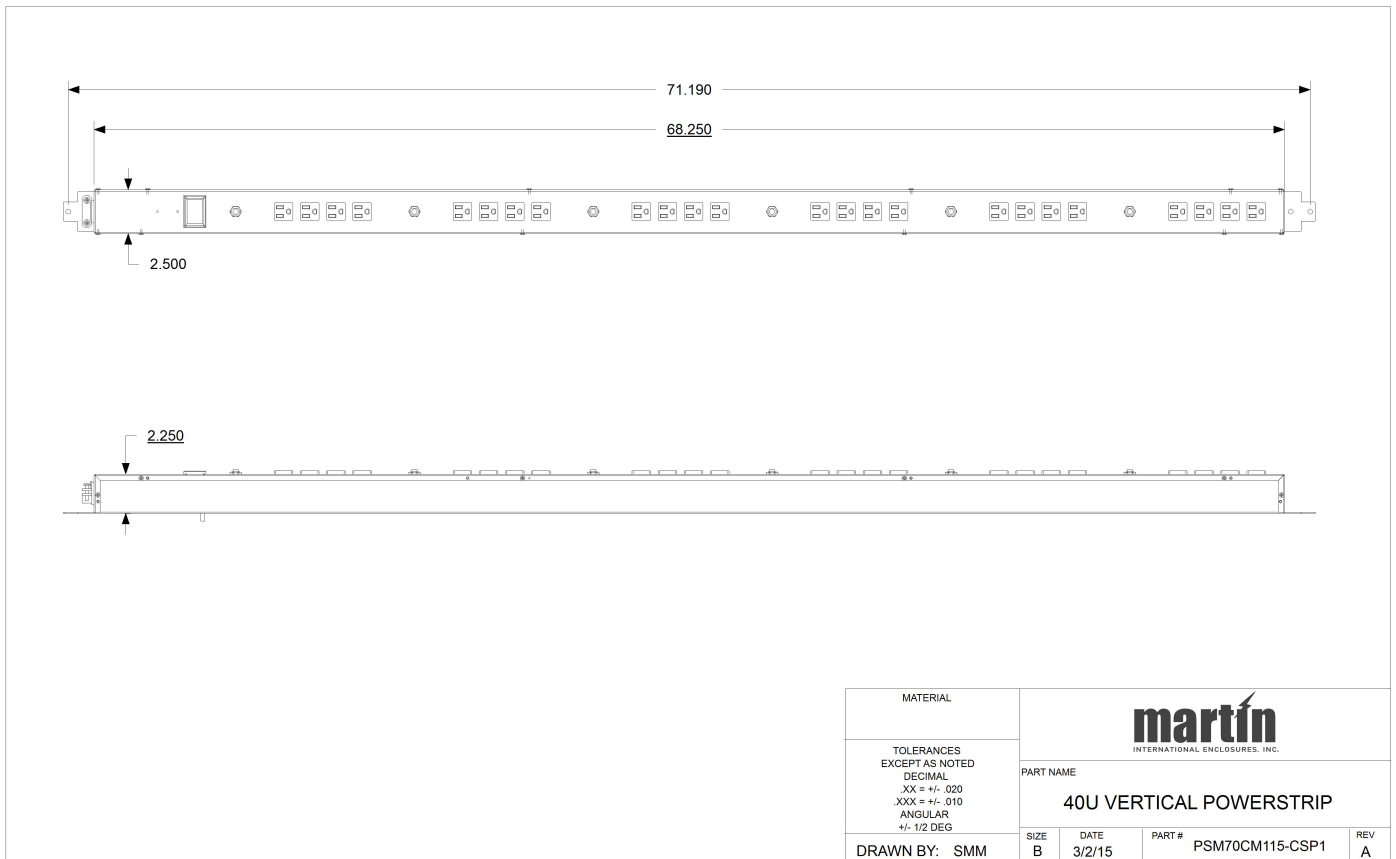 71.190
68.250
2.500
2.250
MATERIAL
TOLERANCES
EXCEPT AS NOTED
DECIMAL
.XX = +/- .020
.XXX = +/- .010
ANGULAR
+/- 1/2 DEG
DRAWN BY: SMM
martin
INTERNATIONAL ENCLOSURES. INC.
PART NAME
40U VERTICAL POWERSTRIP
SIZE
B
DATE
3/2/15
PART #
PSM70CM115-CSP1
REV
A